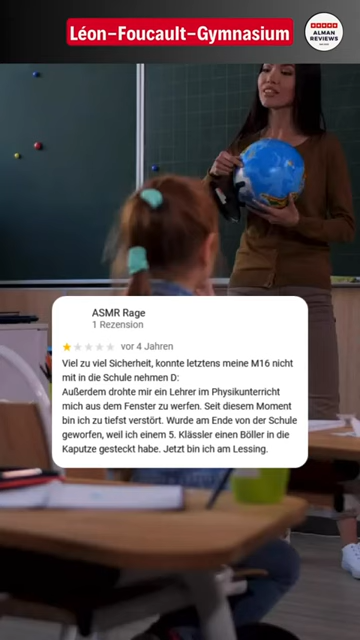 Léon-Foucault-Gymnasium
ALMAN
REVIEWS
ASMR Rage
1 Rezension
vor 4 Jahren
Viel zu viel Sicherheit, konnte letztens meine M16 nicht
mit in die Schule nehmen D:
Außerdem drohte mir ein Lehrer im Physikunterricht
mich aus dem Fenster zu werfen. Seit diesem Moment
bin ich zu tiefst verstört. Wurde am Ende von der Schule
geworfen, weil ich einem 5. Klässler einen Böller in die
Kaputze gesteckt habe. Jetzt bin ich am Lessing.